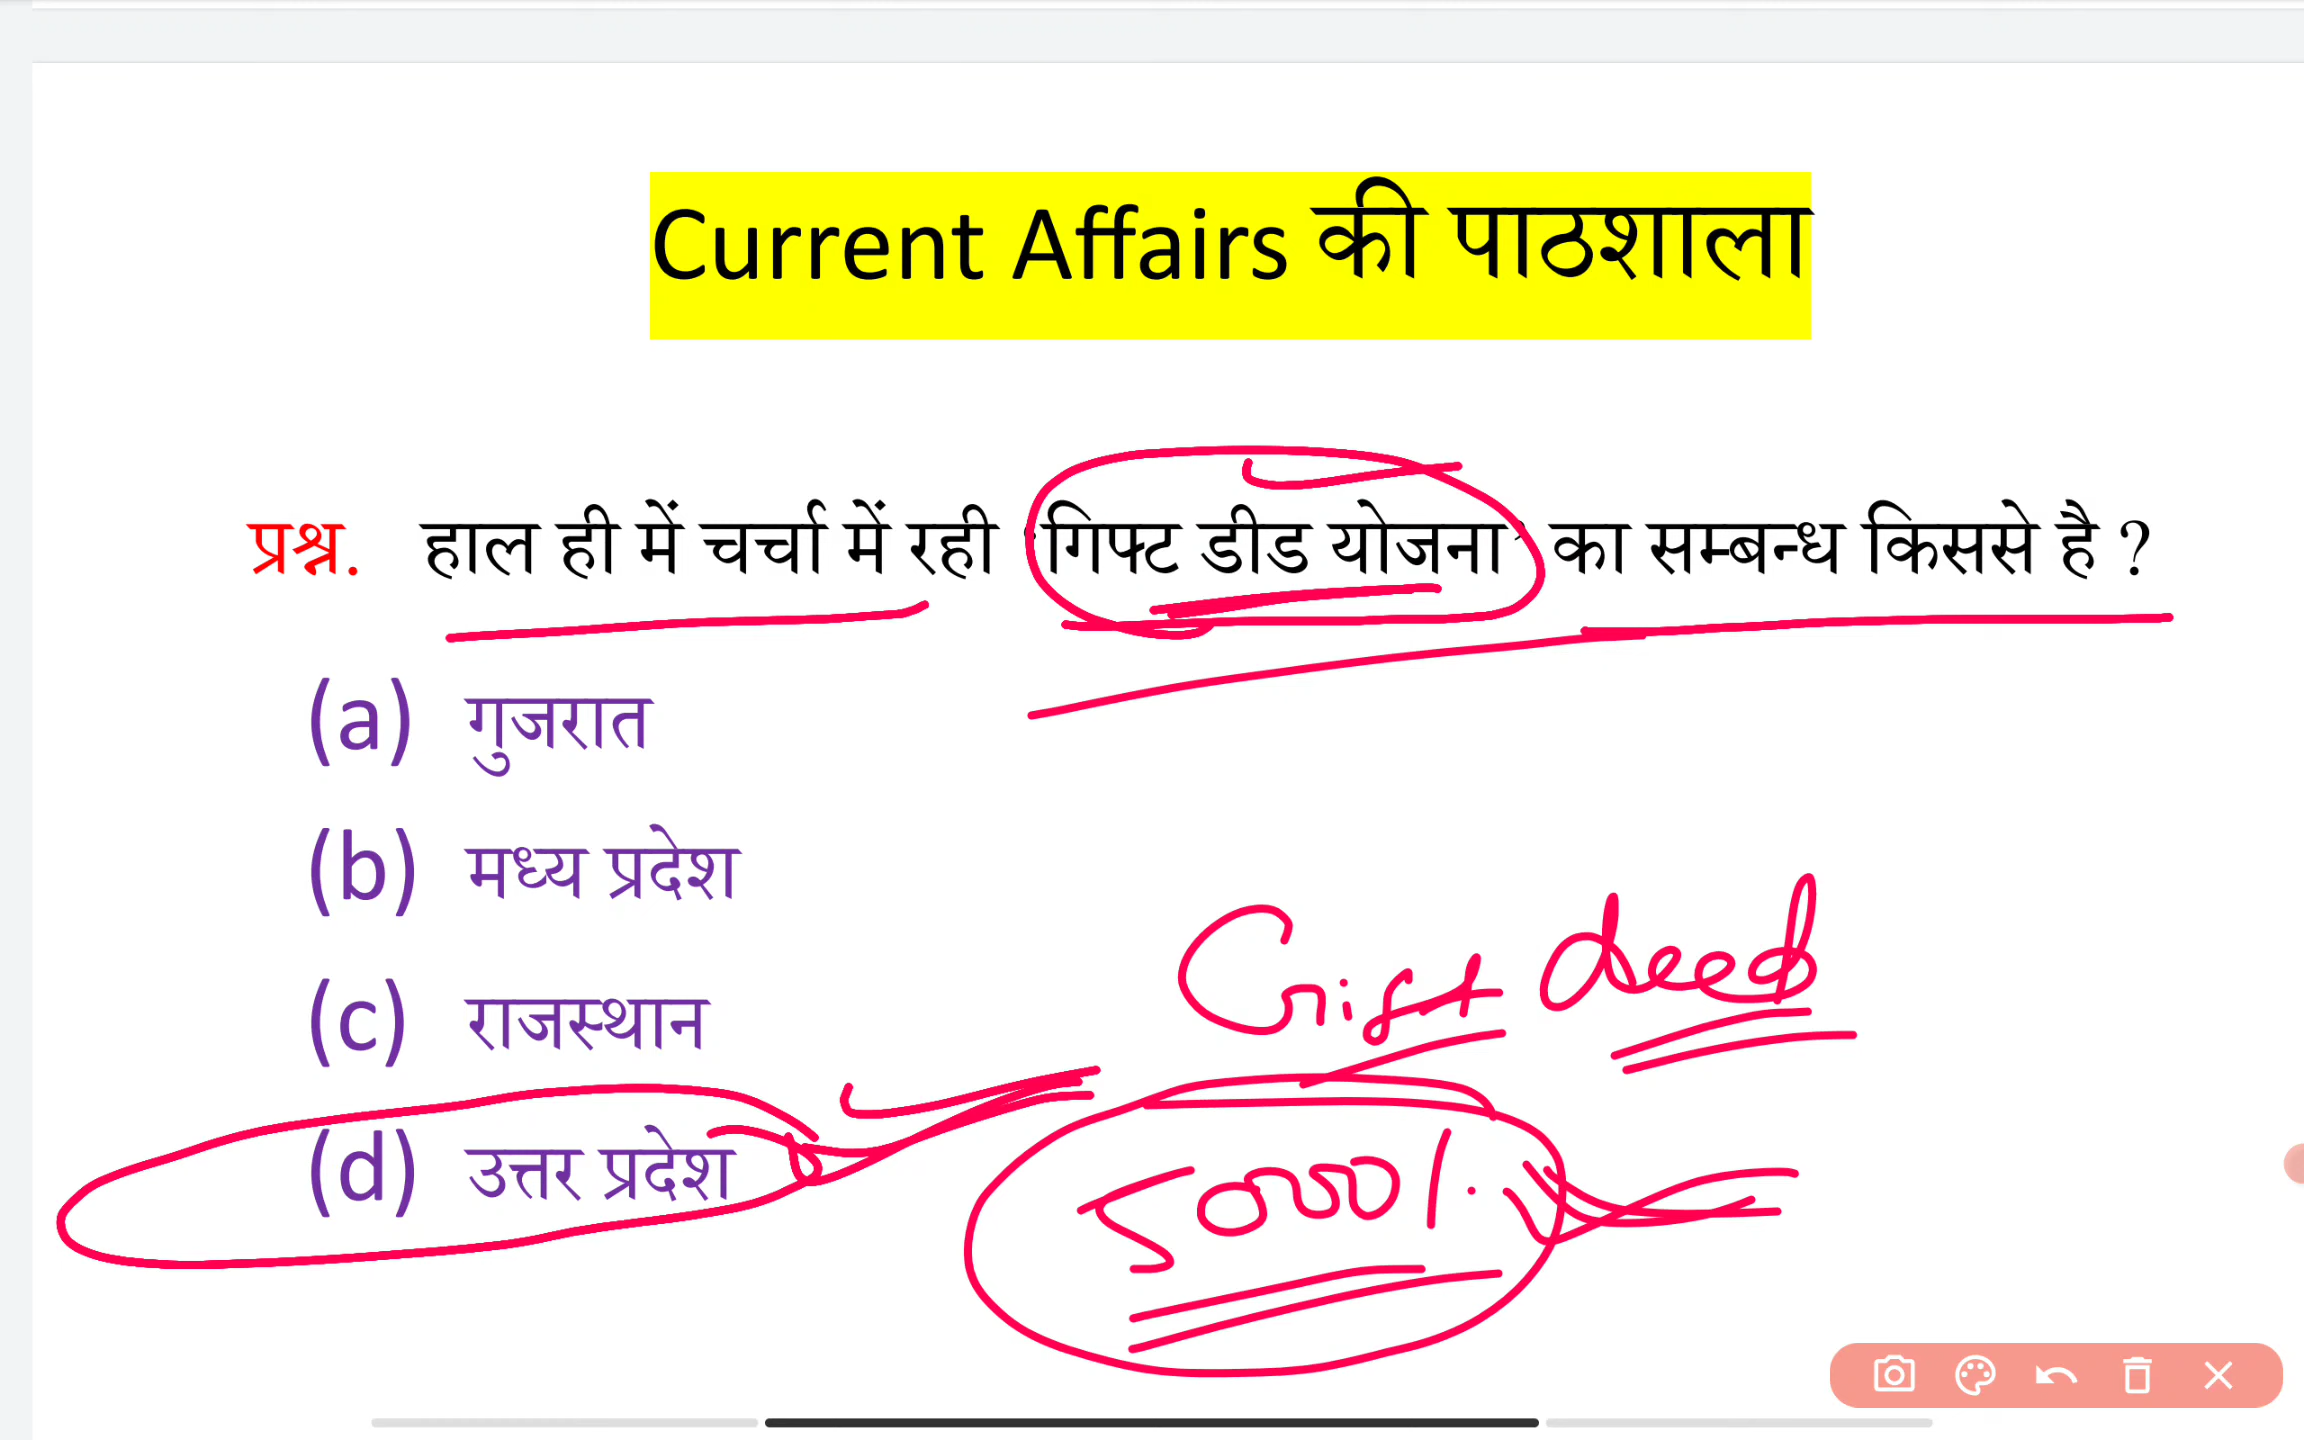 Current Affairs की पाठशाला
प्रश्न. हाल ही में चर्चा में रही 'गिफ्ट डीड योजना' का सम्बन्ध किससे है ?
(a) गुजरात
(b) मध्य प्रदेश
(c) राजस्थान
(d) उत्तर प्रदेश
Gift deed
5000/.